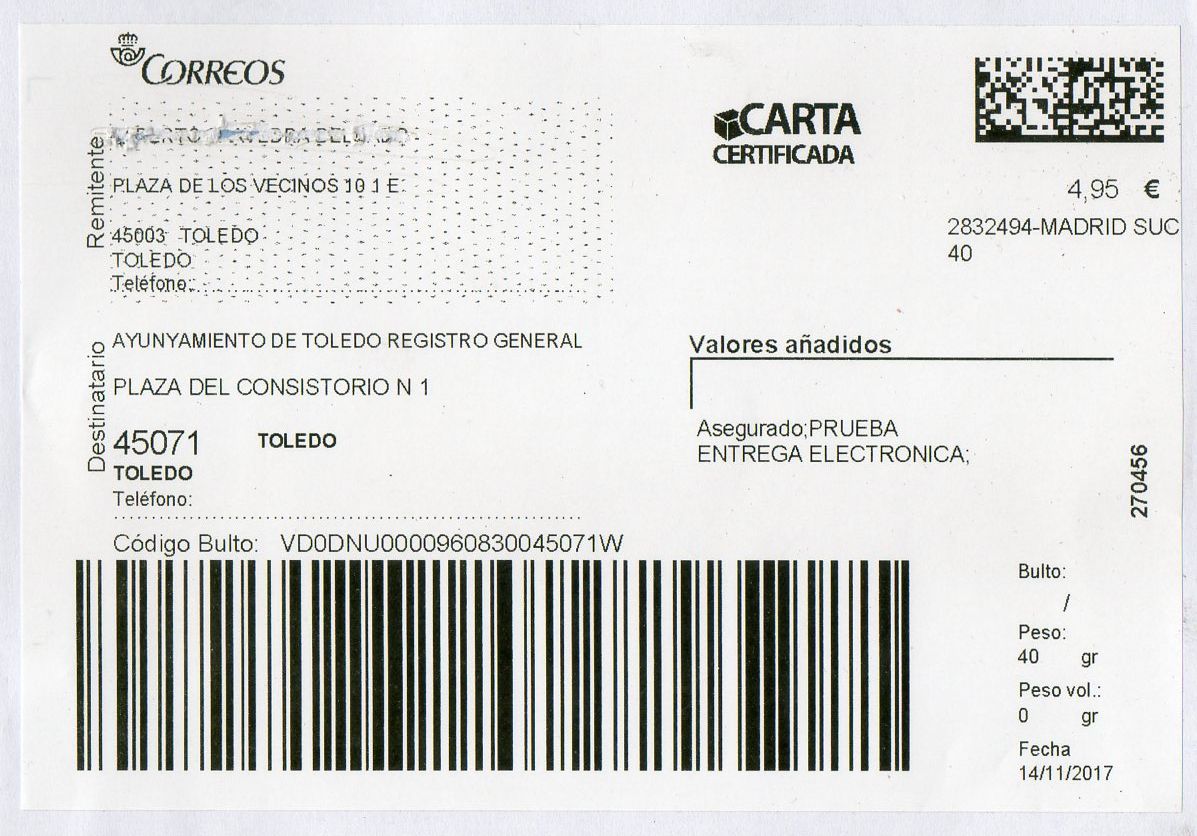 CORREOS
Remitente
PLAZA DE LOS VECINOS 10 1 E
45003 TOLEDO
TOLEDO
Teléfono:
CARTA
CERTIFICADA
4,95 €
2832494-MADRID SUC
40
Destinatario
AYUNYAMIENTO DE TOLEDO REGISTRO GENERAL
PLAZA DEL CONSISTORIO N 1
45071 TOLEDO
TOLEDO
Teléfono:
Valores añadidos
Asegurado;PRUEBA
ENTREGA ELECTRONICA;
270456
Código Bulto: VD0DNU0000960830045071W
Bulto:
/
Peso:
40 gr
Peso vol.:
0 gr
Fecha
14/11/2017